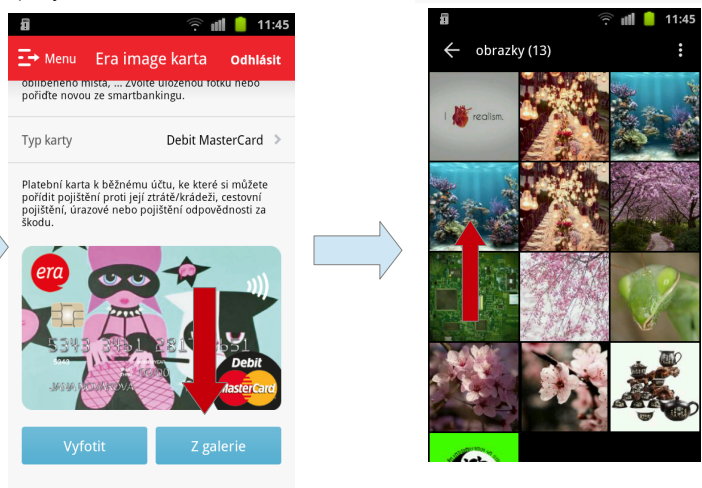 11:45
Menu
Era image karta
Odhlásit
oblíbeného místa, ... Zvolte uloženou fotku nebo
pořiďte novou ze smartbankingu.
Typ karty
Debit MasterCard
Platební karta k běžnému účtu, ke které si můžete
pořídit pojištění proti její ztrátě/krádeži, cestovní
pojištění, úrazové nebo pojištění odpovědnosti za
škodu.
era
Debit
MasterCard
Vyfotit
Z galerie
11:45
obrazky (13)
I
realism.